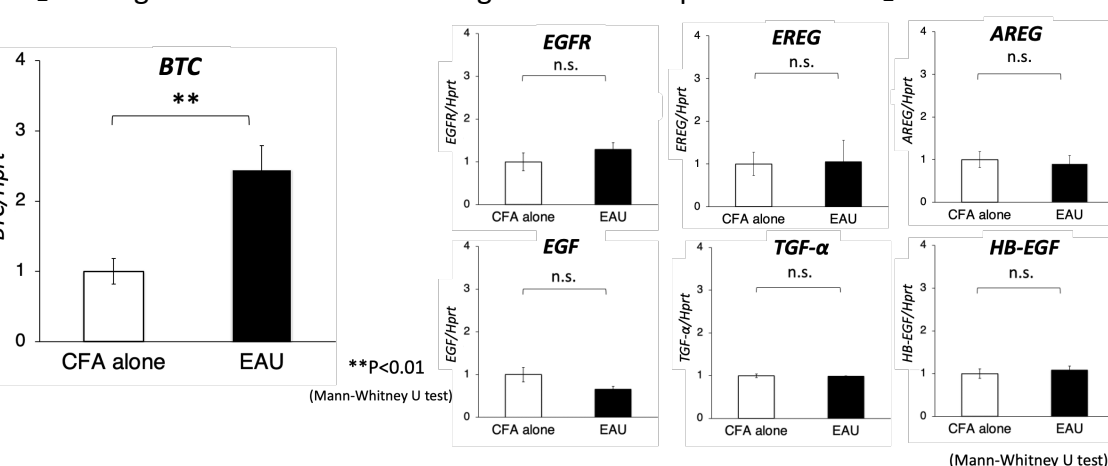 BTC
**
4
3
2
1
0
BTC/Hprt
CFA alone
EAU
**P<0.01
(Mann-Whitney U test)
EGFR
n.s.
4
3
2
1
0
EGFR/Hprt
CFA alone
EAU
EREG
n.s.
4
3
2
1
0
EREG/Hprt
CFA alone
EAU
AREG
n.s.
4
3
2
1
0
AREG/Hprt
CFA alone
EAU
EGF
n.s.
4
3
2
1
0
EGF/Hprt
CFA alone
EAU
TGF-α
n.s.
4
3
2
1
0
TGF-α/Hprt
CFA alone
EAU
HB-EGF
n.s.
4
3
2
1
0
HB-EGF/Hprt
CFA alone
EAU
(Mann-Whitney U test)